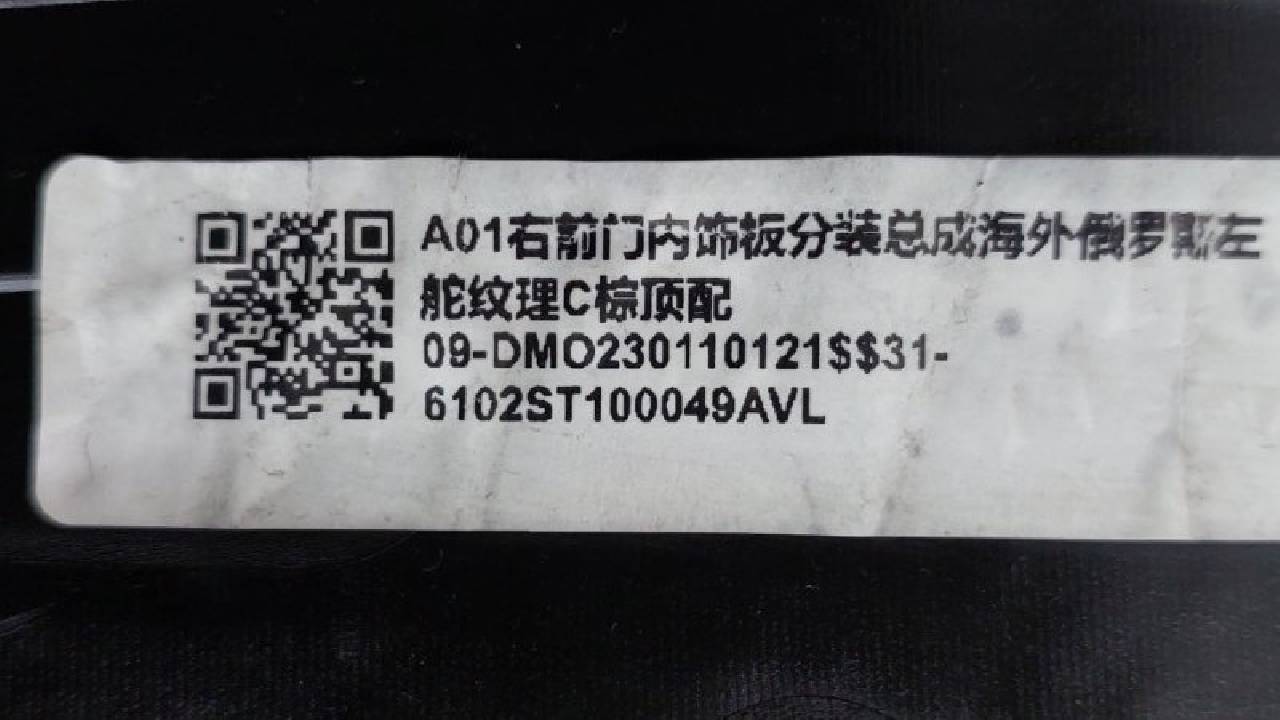 A01右前门内饰板分装总成海外俄罗斯左
舵纹理C棕顶配
09-DMO230110121$$31-
6102ST100049AVL